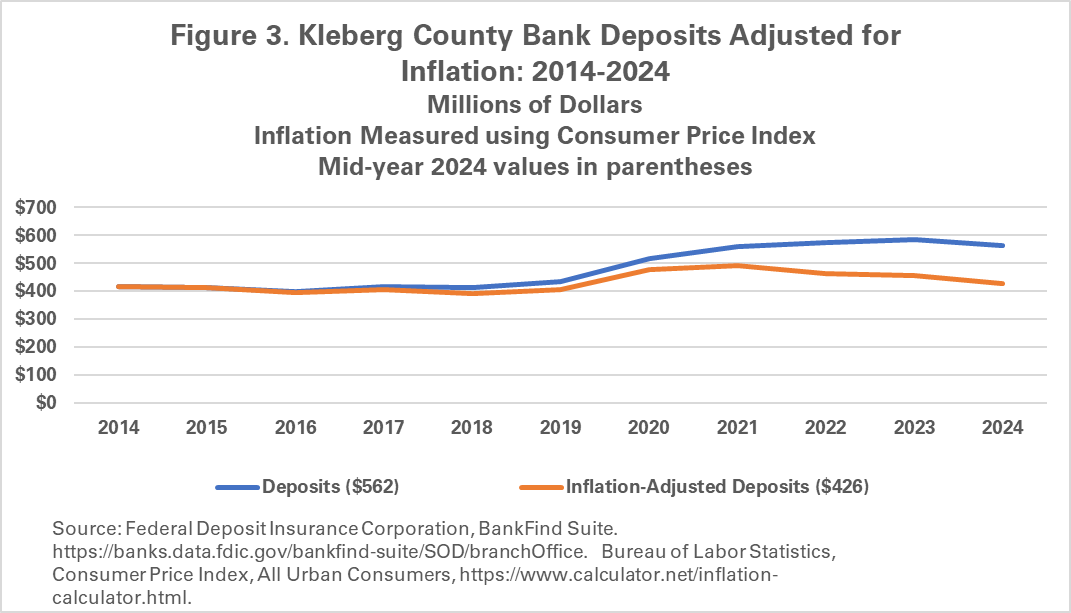 Figure 3. Kleberg County Bank Deposits Adjusted for
Inflation: 2014-2024
Millions of Dollars
Inflation Measured using Consumer Price Index
Mid-year 2024 values in parentheses
$700
$600
$500
$400
$300
$200
$100
$0
2014 2015 2016 2017 2018 2019 2020 2021 2022 2023 2024
Deposits ($562) Inflation-Adjusted Deposits ($426)
Source: Federal Deposit Insurance Corporation, BankFind Suite.
https://banks.data.fdic.gov/bankfind-suite/SOD/branchOffice. Bureau of Labor Statistics,
Consumer Price Index, All Urban Consumers, https://www.calculator.net/inflation-
calculator.html.